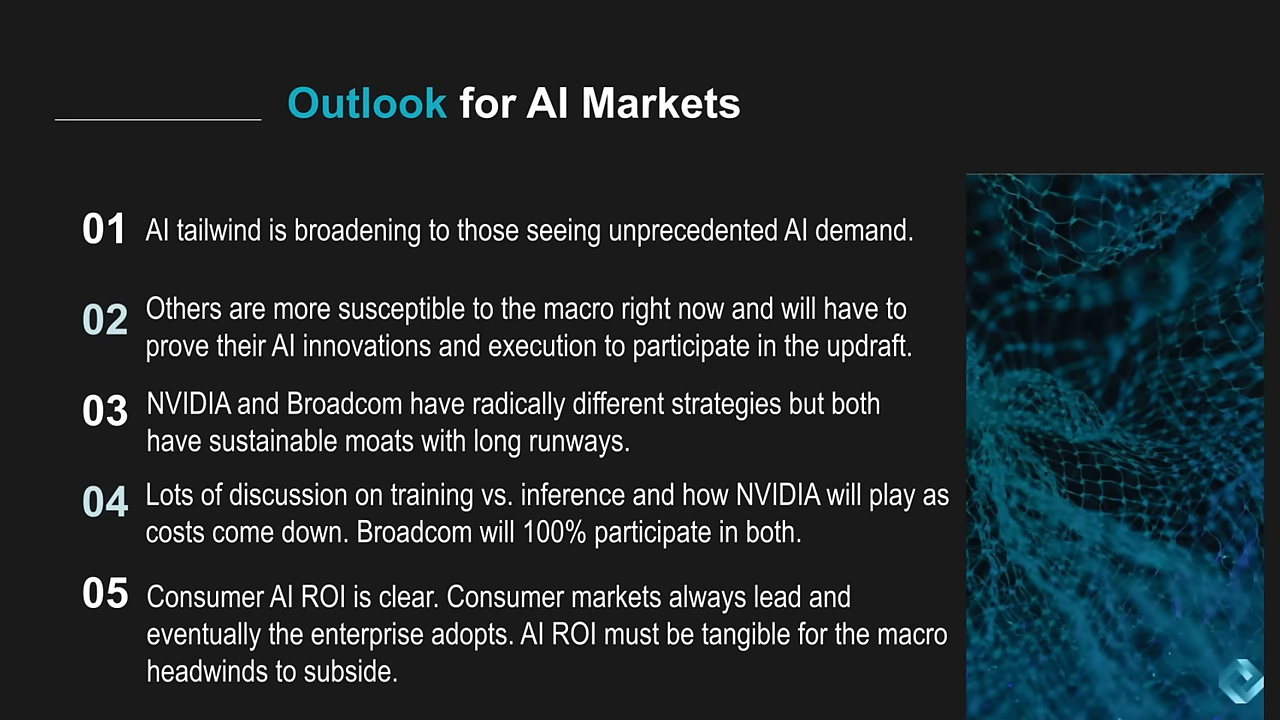 Outlook for AI Markets
01 AI tailwind is broadening to those seeing unprecedented AI demand.
02 Others are more susceptible to the macro right now and will have to
prove their AI innovations and execution to participate in the updraft.
03 NVIDIA and Broadcom have radically different strategies but both
have sustainable moats with long runways.
04 Lots of discussion on training vs. inference and how NVIDIA will play as
costs come down. Broadcom will 100% participate in both.
05 Consumer AI ROI is clear. Consumer markets always lead and
eventually the enterprise adopts. AI ROI must be tangible for the macro
headwinds to subside.